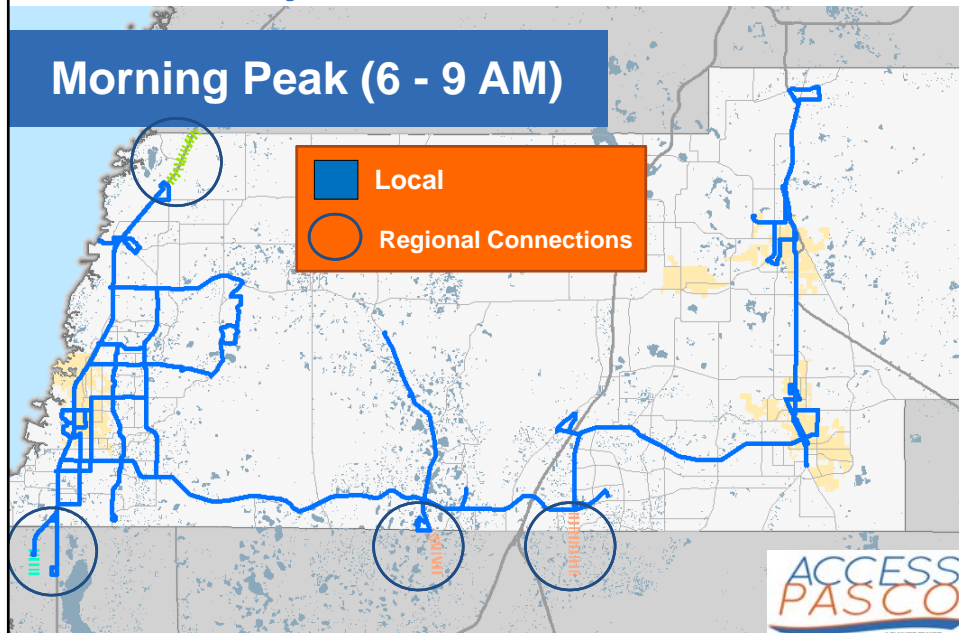 Morning Peak (6 - 9 AM)
Local
Regional Connections
ACCESS
PASCO